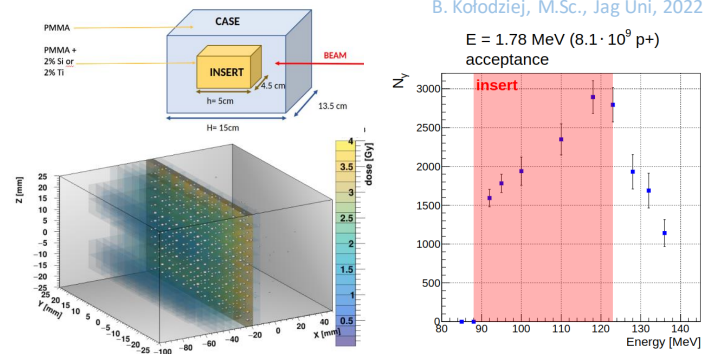 B. Kołodziej, M.Sc., Jag Uni, 2022
PMMA
PMMA +
2% Si or
2% Ti
CASE
INSERT
BEAM
4.5 cm
h= 5cm
13.5 cm
H= 15cm
E = 1.78 MeV (8.1· 10⁹ p+)
acceptance
Nγ
insert
3000
2500
2000
1500
1000
500
0
80 90 100 110 120 130 140
Energy [MeV]
Z [mm]
25
20
15
10
5
0
−5
−10
−15
−20
−25
Y [mm]
25 20 15 10 5 0 −5 −10 −15 −20 −25
−100 −80 −60 −40 −20 0 20 40
X [mm]
dose [Gy]
4
3.5
3
2.5
2
1.5
1
0.5